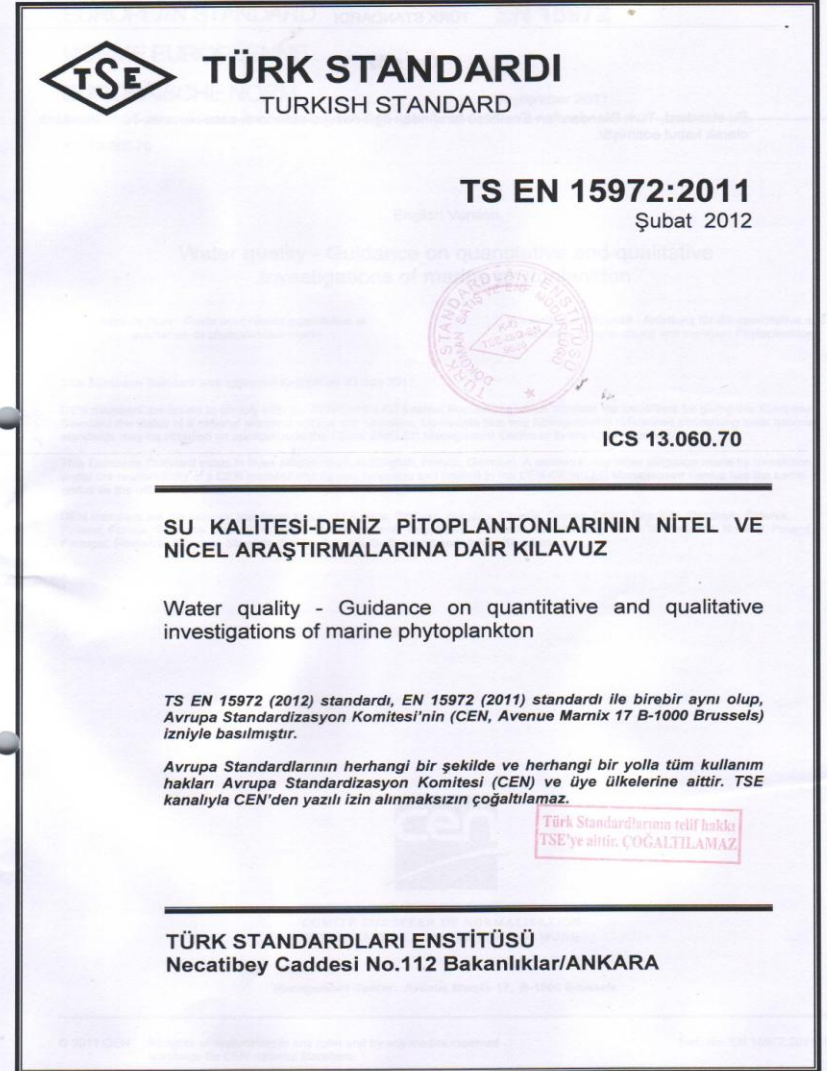 TSE
TÜRK STANDARDI
TURKISH STANDARD
TS EN 15972:2011
Şubat 2012
ICS 13.060.70
SU KALİTESİ-DENİZ PİTOPLANTONLARININ NİTEL VE
NİCEL ARAŞTIRMALARINA DAİR KILAVUZ
Water quality - Guidance on quantitative and qualitative
investigations of marine phytoplankton
TS EN 15972 (2012) standardı, EN 15972 (2011) standardı ile birebir aynı olup,
Avrupa Standardizasyon Komitesi'nin (CEN, Avenue Marnix 17 B-1000 Brussels)
izniyle basılmıştır.
Avrupa Standardlarının herhangi bir şekilde ve herhangi bir yolla tüm kullanım
hakları Avrupa Standardizasyon Komitesi (CEN) ve üye ülkelerine aittir. TSE
kanalıyla CEN'den yazılı izin alınmaksızın çoğaltılamaz.
Türk Standardlarının telif hakkı
TSE'ye aittir. ÇOĞALTILAMAZ
TÜRK STANDARDLARI ENSTİTÜSÜ
Necatibey Caddesi No.112 Bakanlıklar/ANKARA